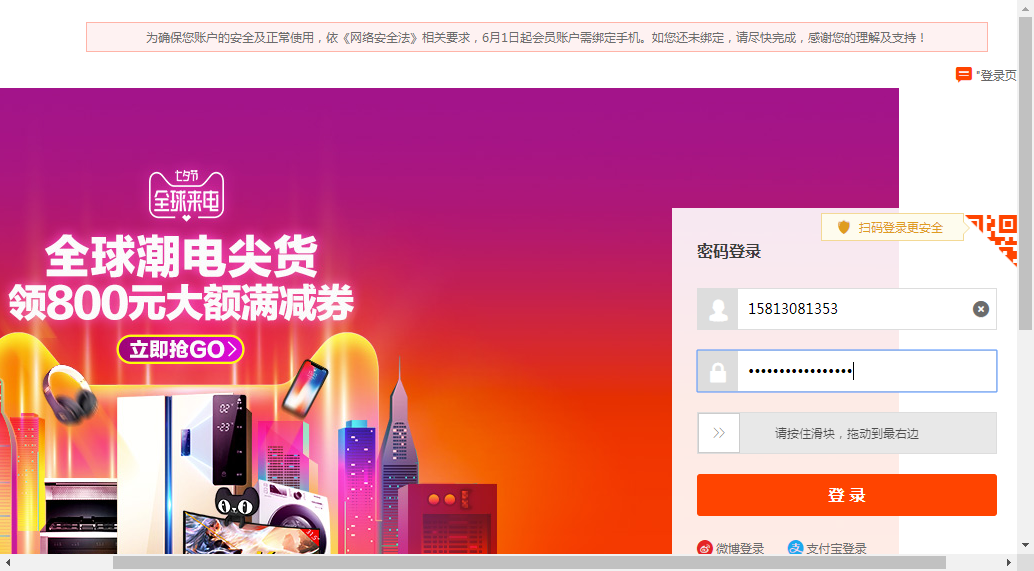 为确保您账户的安全及正常使用，依《网络安全法》相关要求，6月1日起会员账户需绑定手机。如您还未绑定，请尽快完成，感谢您的理解及支持！
"登录页
七夕节
全球来电
全球潮电尖货
领800元大额满减券
立即抢GO>
扫码登录更安全
密码登录
15813081353
•••••••••••••••••
>> 请按住滑块，拖动到最右边
登 录
微博登录 支付宝登录